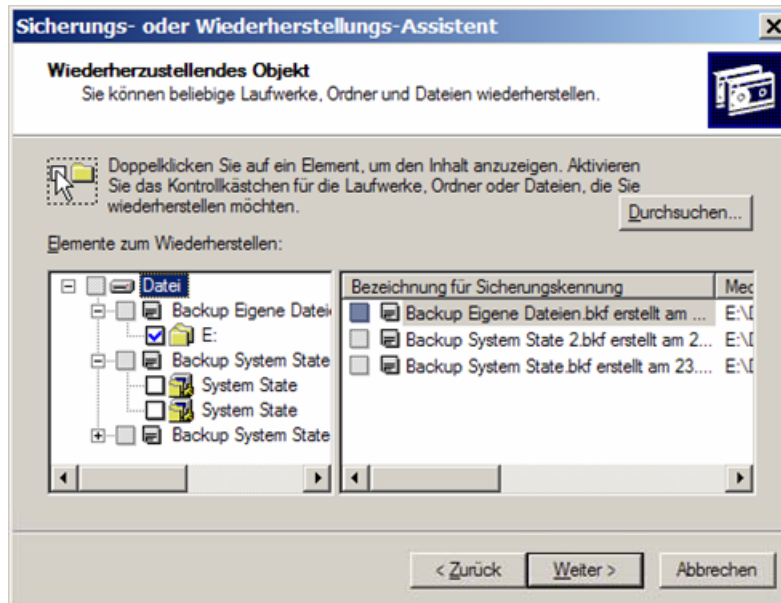 Sicherungs- oder Wiederherstellungs-Assistent
Wiederherzustellendes Objekt
Sie können beliebige Laufwerke, Ordner und Dateien wiederherstellen.
Doppelklicken Sie auf ein Element, um den Inhalt anzuzeigen. Aktivieren
Sie das Kontrollkästchen für die Laufwerke, Ordner oder Dateien, die Sie
wiederherstellen möchten.
Durchsuchen...
Elemente zum Wiederherstellen:
Datei
Backup Eigene Datei
E:
Backup System State
System State
System State
Backup System State
Bezeichnung für Sicherungskennung
Backup Eigene Dateien.bkf erstellt am ...
E:\
Backup System State 2.bkf erstellt am 2...
E:\
Backup System State.bkf erstellt am 23....
E:\
< Zurück
Weiter >
Abbrechen